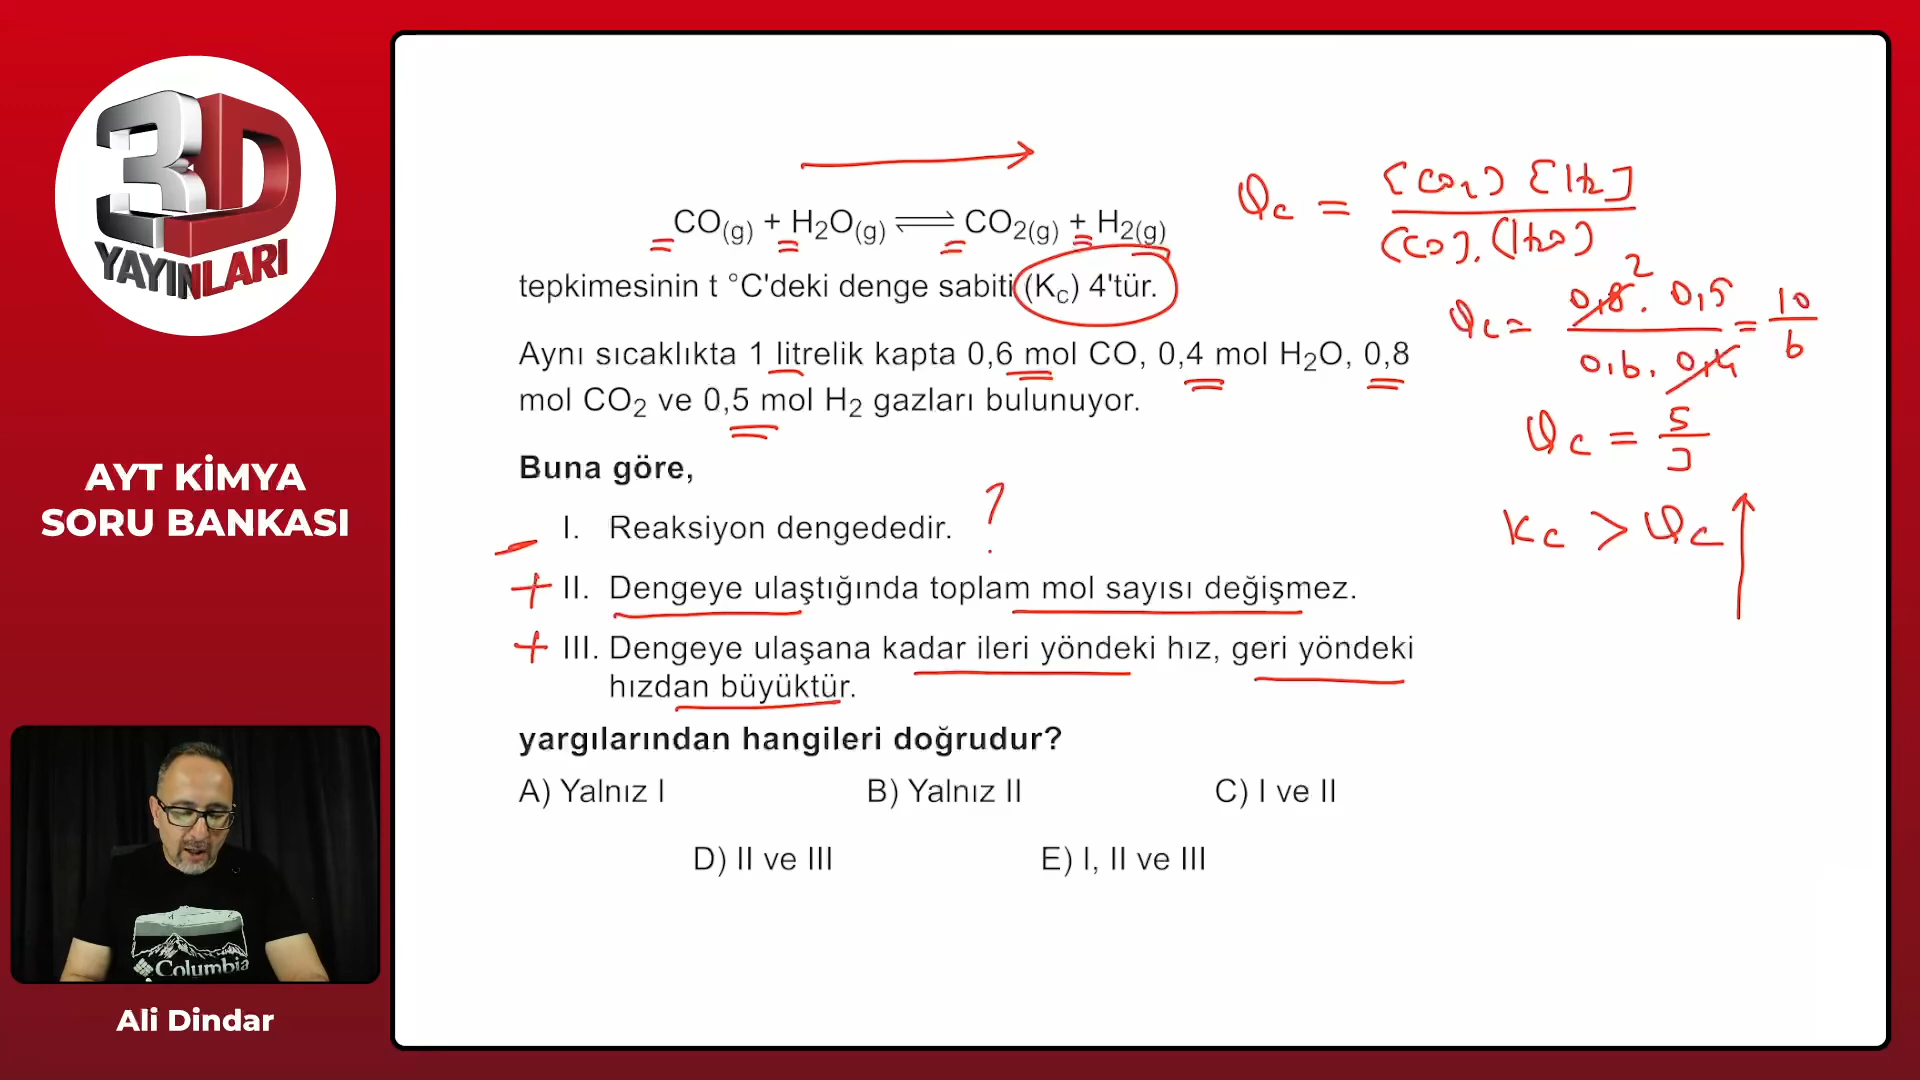 3D
YAYINLARI
AYT KİMYA
SORU BANKASI
Columbia
Ali Dindar
CO(g) + H2O(g) ⇌ CO2(g) + H2(g)
tepkimesinin t °C'deki denge sabiti (Kc) 4'tür.
Aynı sıcaklıkta 1 litrelik kapta 0,6 mol CO, 0,4 mol H2O, 0,8
mol CO2 ve 0,5 mol H2 gazları bulunuyor.
Buna göre,
I. Reaksiyon dengededir. ?
− 
+ II. Dengeye ulaştığında toplam mol sayısı değişmez.
+ III. Dengeye ulaşana kadar ileri yöndeki hız, geri yöndeki
hızdan büyüktür.
yargılarından hangileri doğrudur?
A) Yalnız I B) Yalnız II C) I ve II
D) II ve III E) I, II ve III
Qc = [CO2] [H2]
[CO]. [H2O]
Qc = 0,8 2 . 0,5 = 10
0,6 . 0,4 6
Qc = 5
3
Kc > Qc